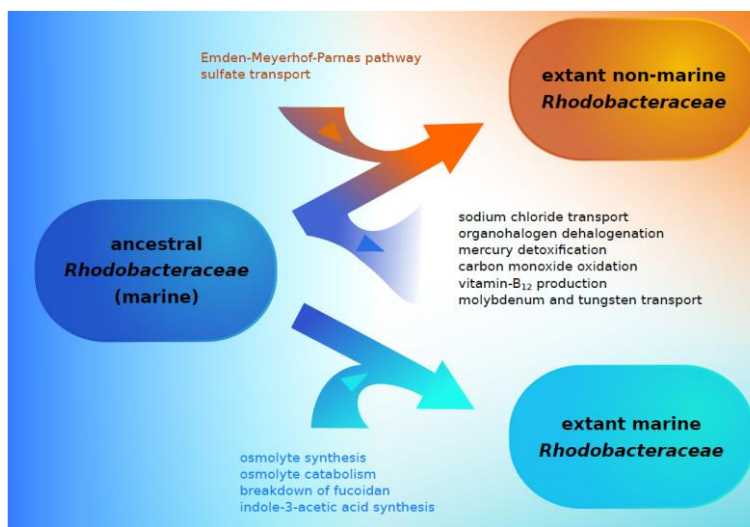 Emden-Meyerhof-Parnas pathway
sulfate transport
extant non-marine
Rhodobacteraceae
ancestral
Rhodobacteraceae
(marine)
sodium chloride transport
organohalogen dehalogenation
mercury detoxification
carbon monoxide oxidation
vitamin-B₁₂ production
molybdenum and tungsten transport
extant marine
Rhodobacteraceae
osmolyte synthesis
osmolyte catabolism
breakdown of fucoidan
indole-3-acetic acid synthesis